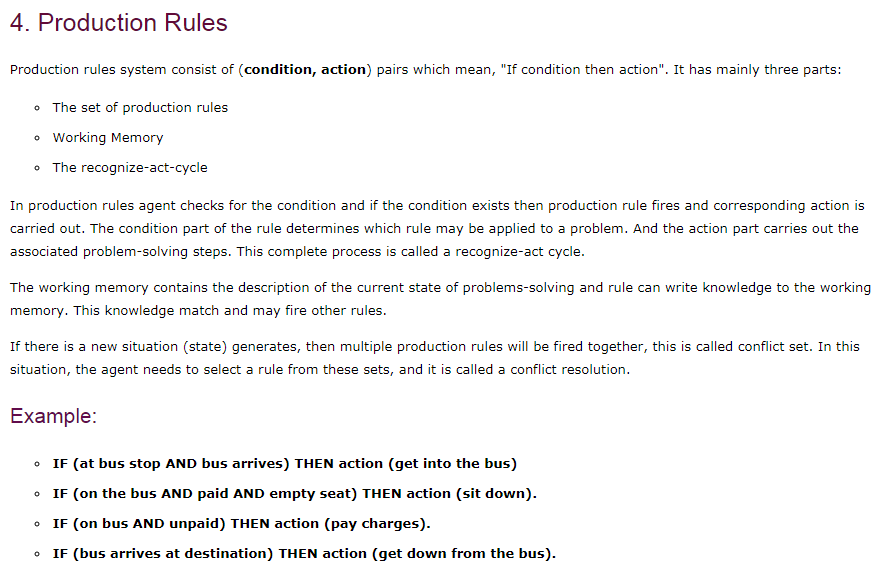 4. Production Rules
Production rules system consist of (condition, action) pairs which mean, "If condition then action". It has mainly three parts:
The set of production rules
Working Memory
The recognize-act-cycle
In production rules agent checks for the condition and if the condition exists then production rule fires and corresponding action is
carried out. The condition part of the rule determines which rule may be applied to a problem. And the action part carries out the
associated problem-solving steps. This complete process is called a recognize-act cycle.
The working memory contains the description of the current state of problems-solving and rule can write knowledge to the working
memory. This knowledge match and may fire other rules.
If there is a new situation (state) generates, then multiple production rules will be fired together, this is called conflict set. In this
situation, the agent needs to select a rule from these sets, and it is called a conflict resolution.
Example:
IF (at bus stop AND bus arrives) THEN action (get into the bus)
IF (on the bus AND paid AND empty seat) THEN action (sit down).
IF (on bus AND unpaid) THEN action (pay charges).
IF (bus arrives at destination) THEN action (get down from the bus).